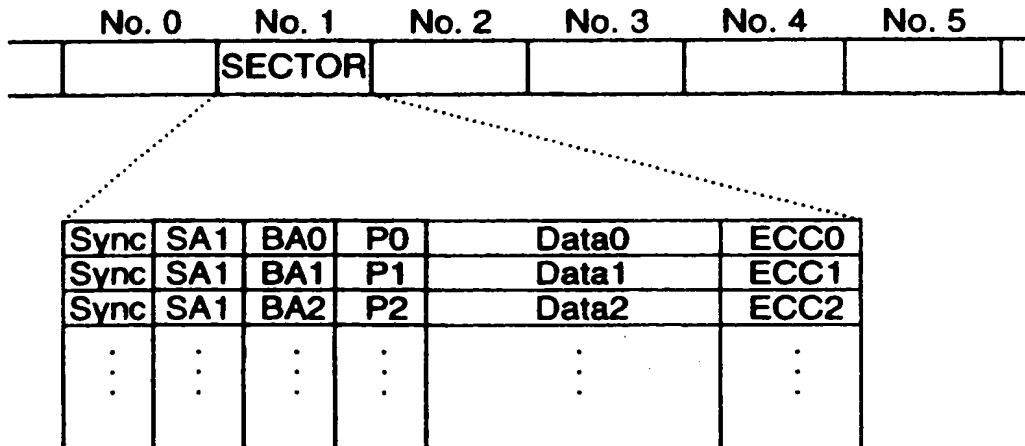 No. 0 No. 1 No. 2 No. 3 No. 4 No. 5
SECTOR
Sync SA1 BA0 P0 Data0 ECC0
Sync SA1 BA1 P1 Data1 ECC1
Sync SA1 BA2 P2 Data2 ECC2